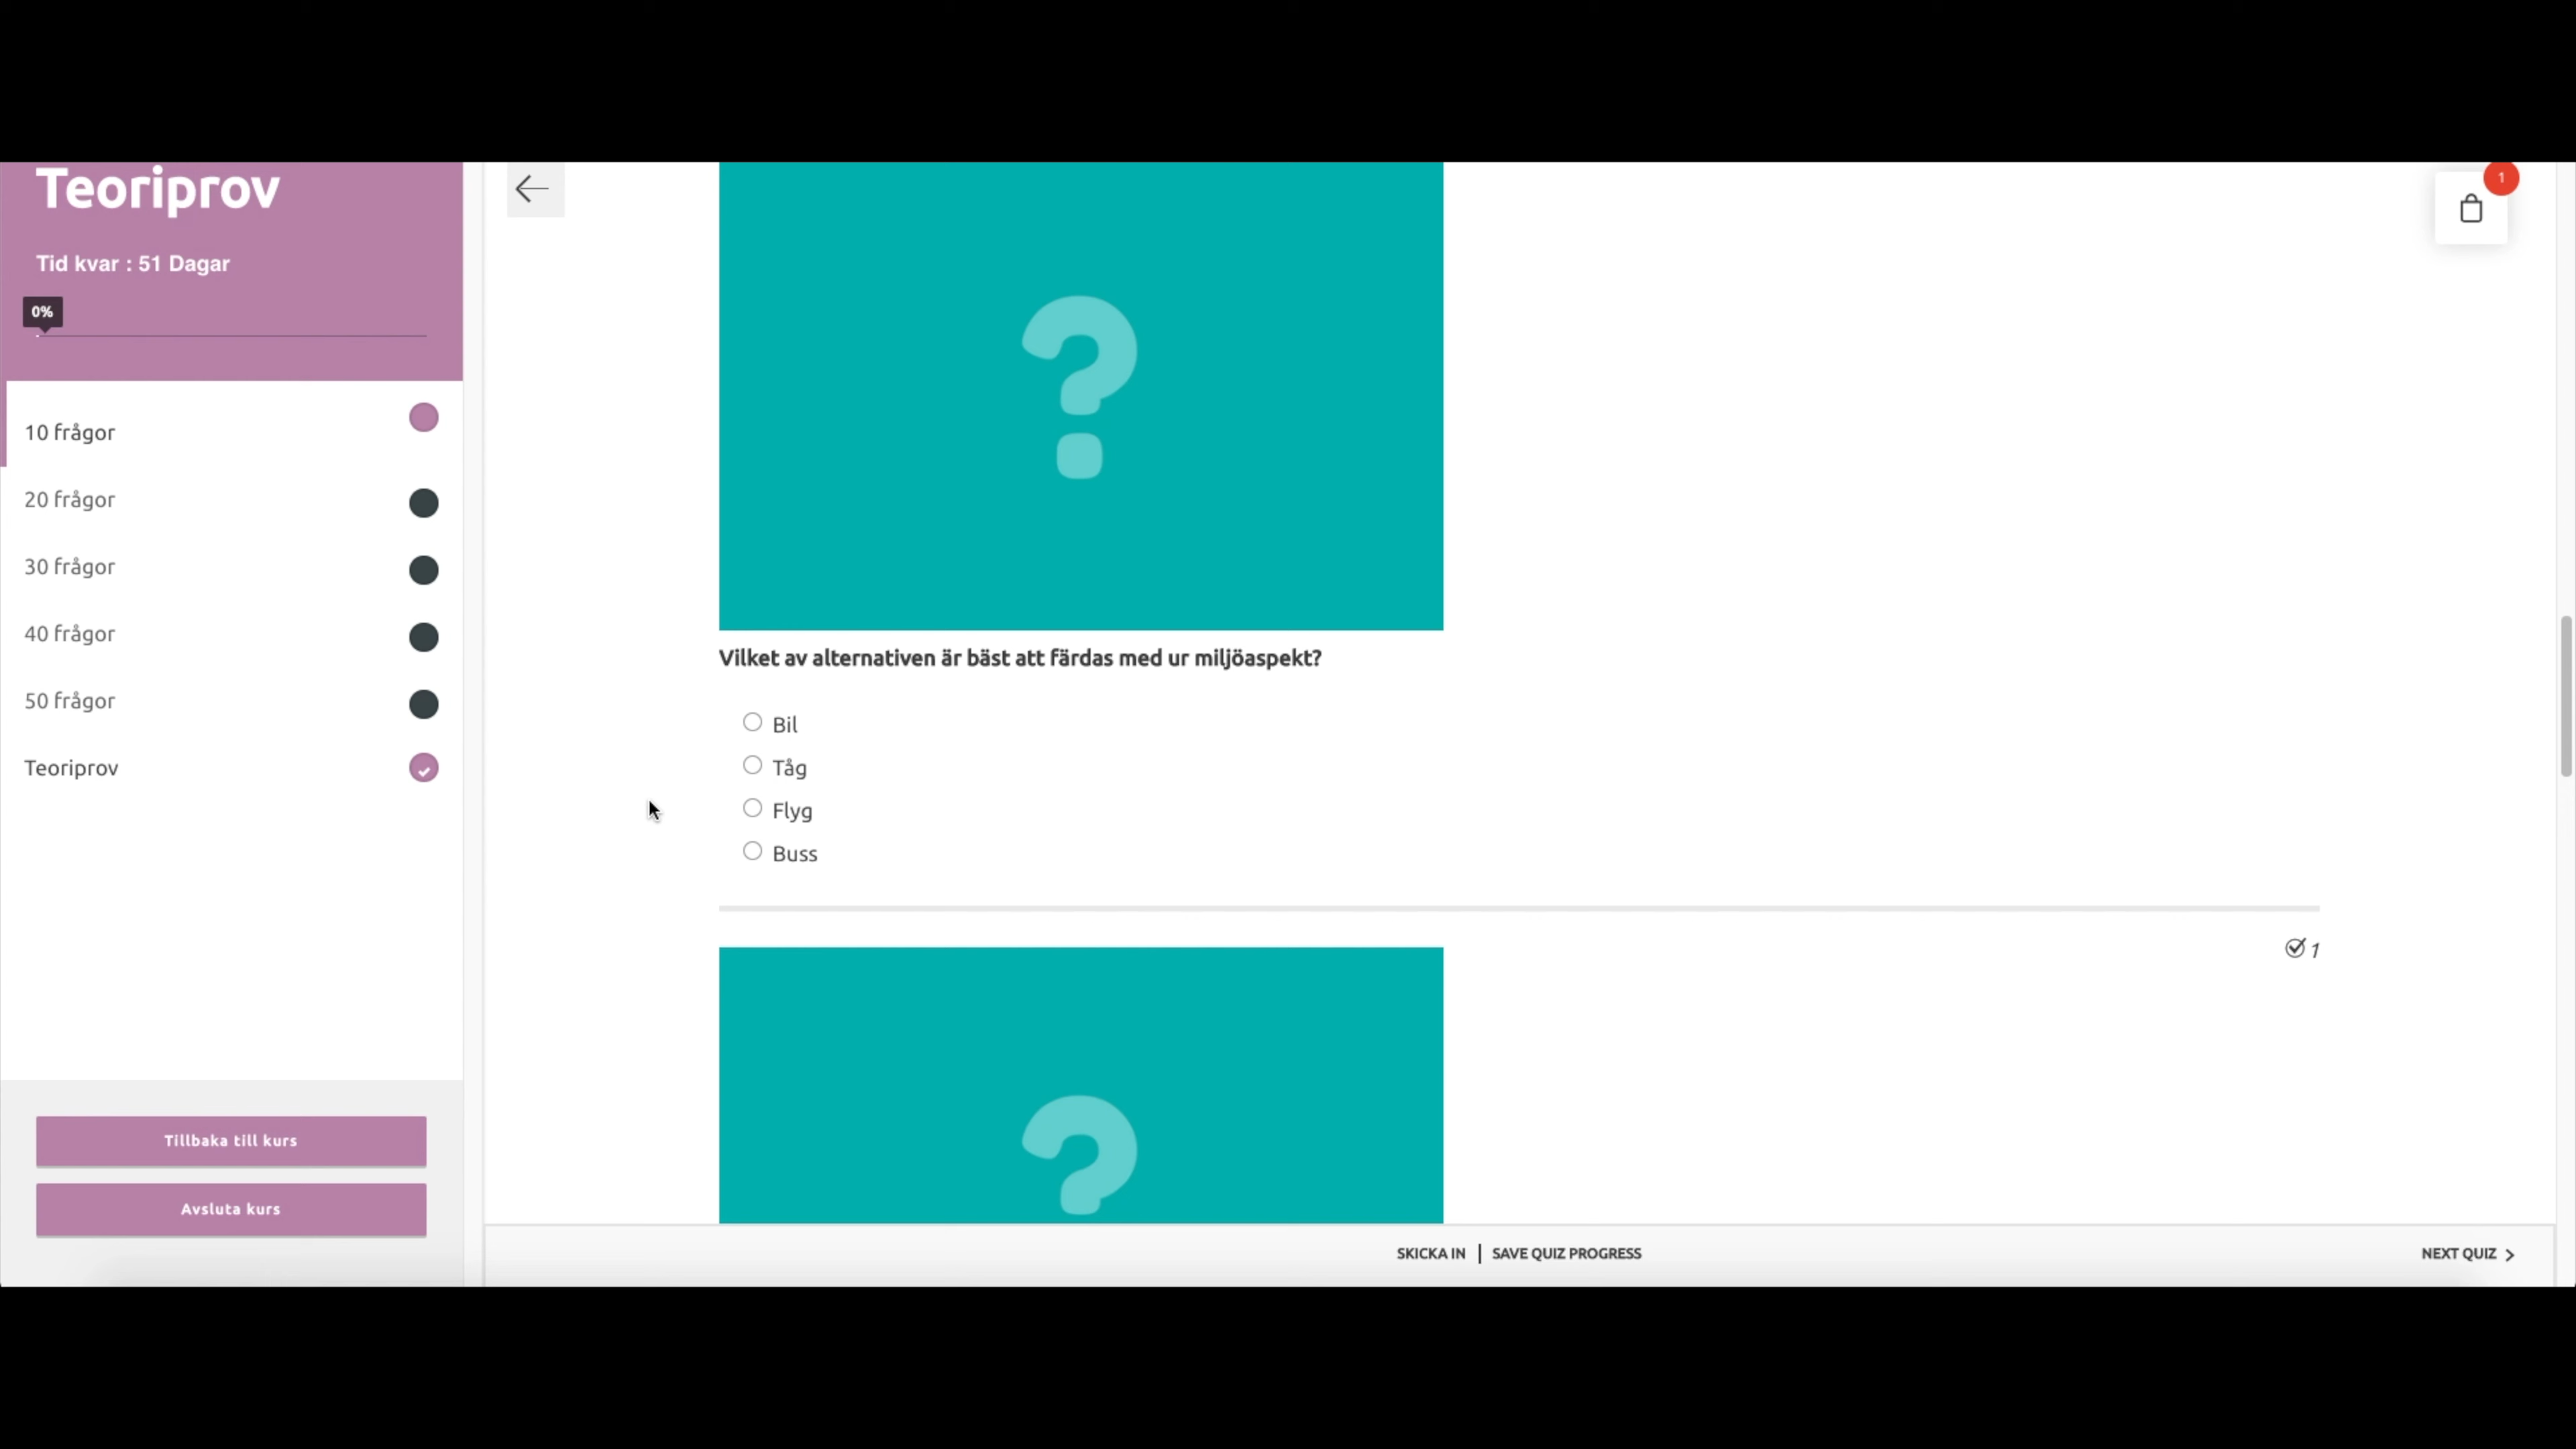 Teoriprov
Tid kvar : 51 Dagar
0%
10 frågor
20 frågor
30 frågor
40 frågor
50 frågor
Teoriprov
Tillbaka till kurs
Avsluta kurs
1
?
Vilket av alternativen är bäst att färdas med ur miljöaspekt?
Bil
Tåg
Flyg
Buss
1
?
SKICKA IN | SAVE QUIZ PROGRESS
NEXT QUIZ >